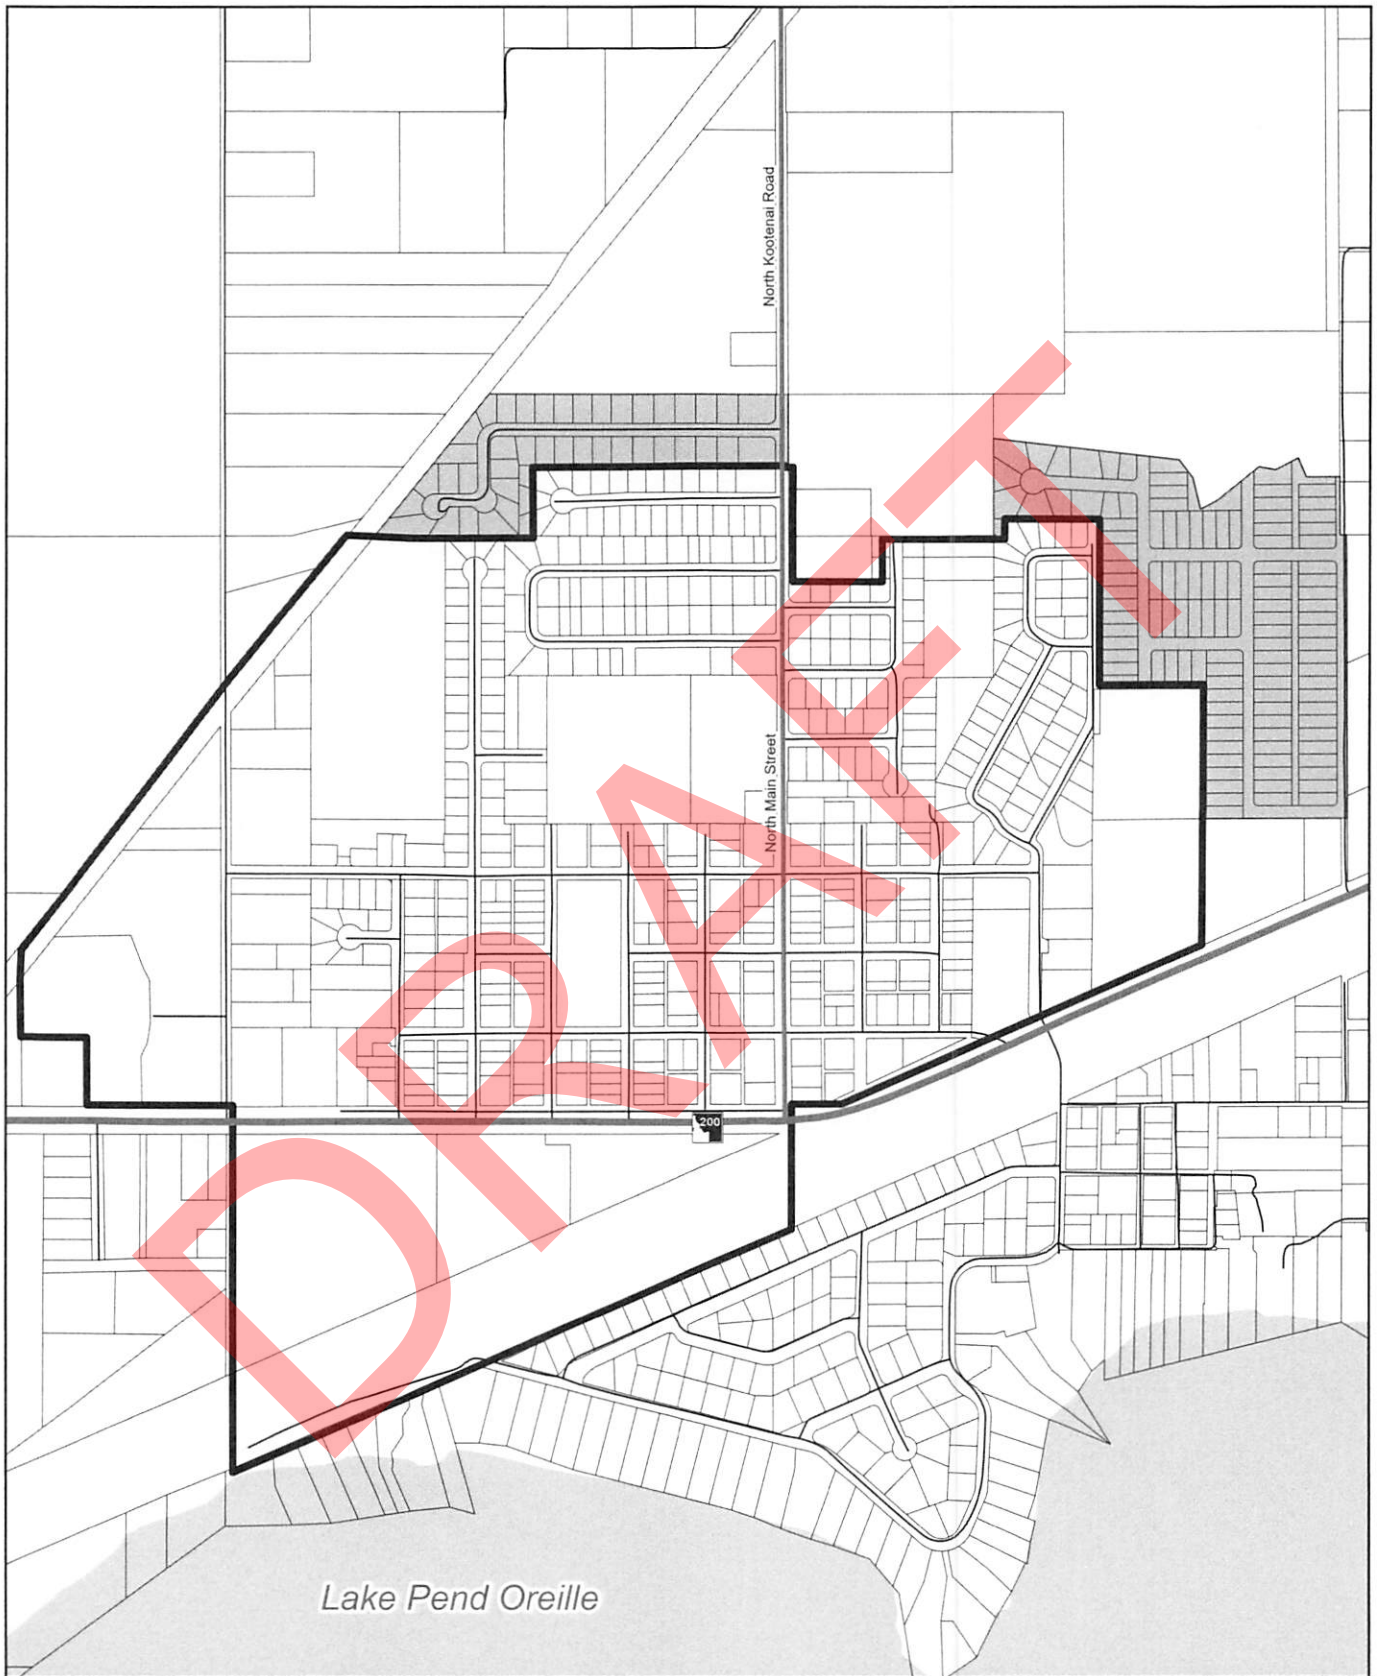 North Kootenai Road
North Main Street
DRAFT
200
Lake Pend Oreille